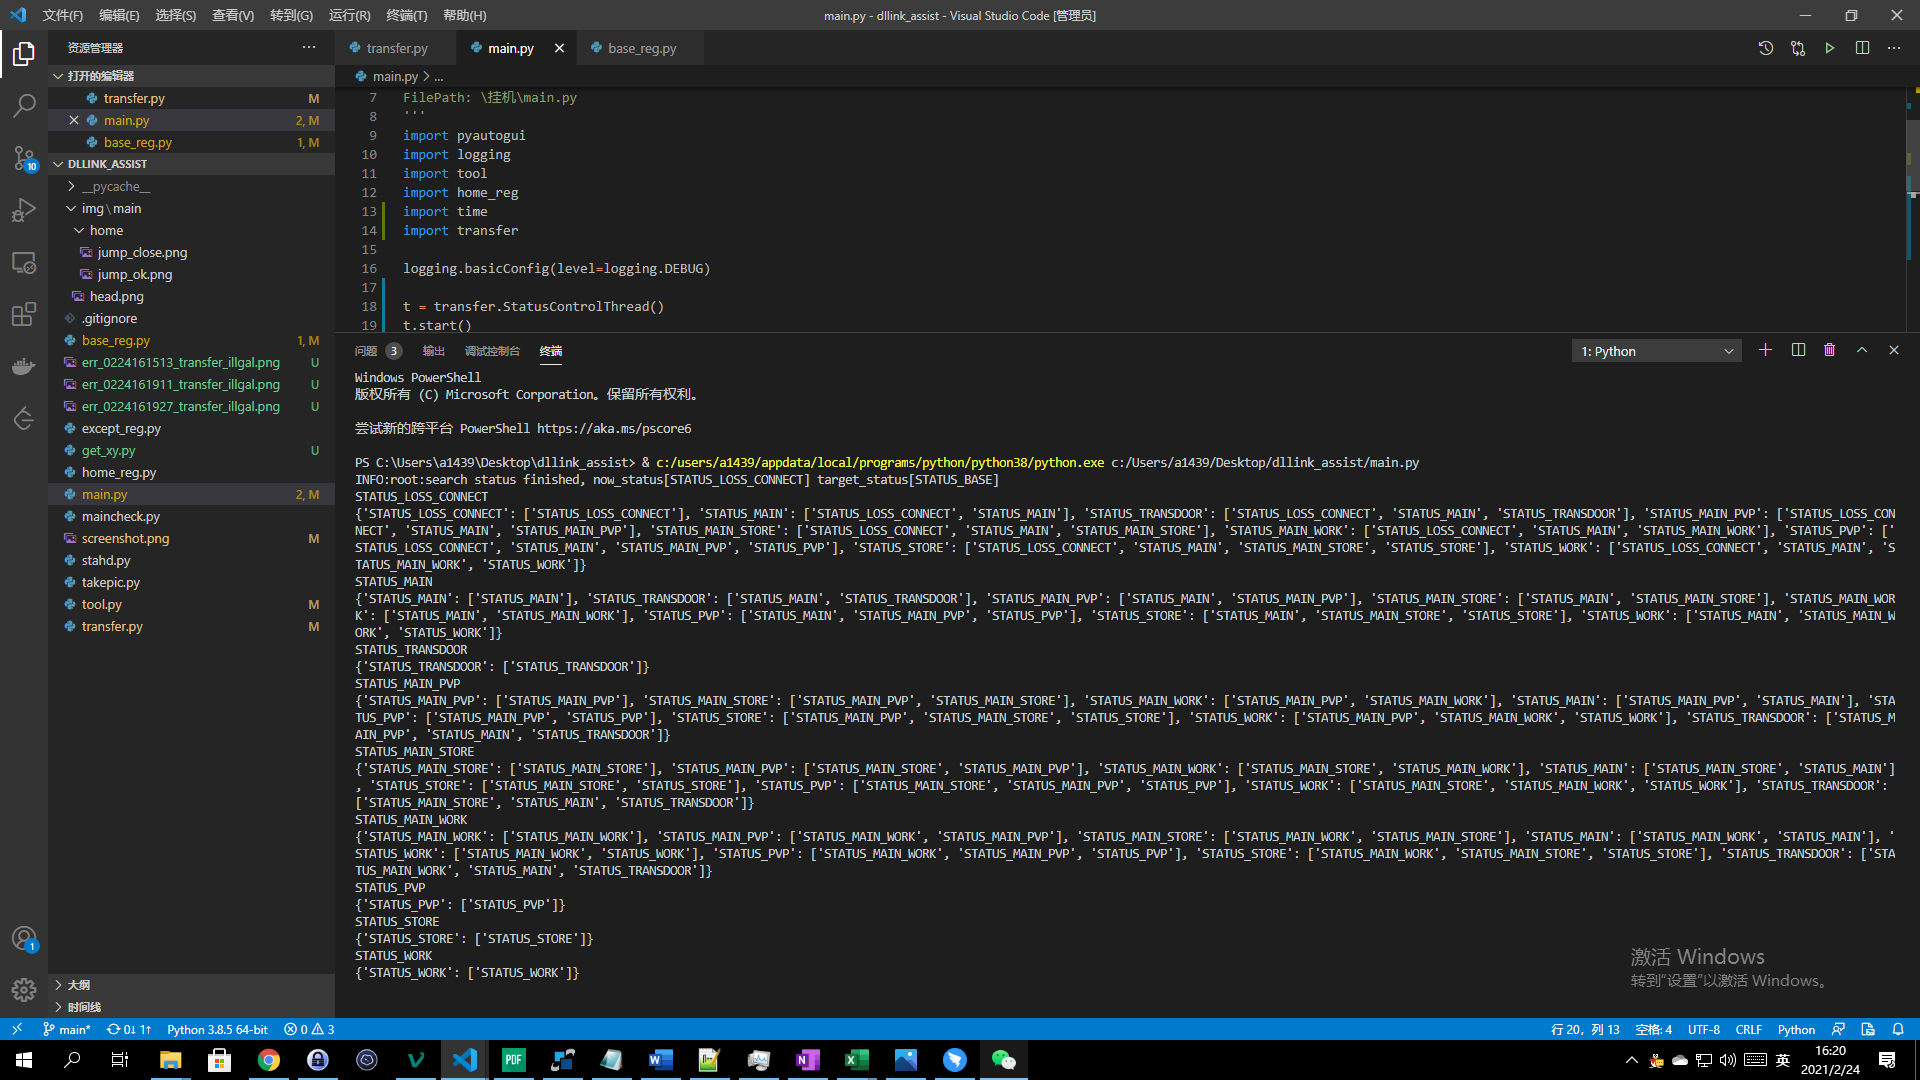 文件(F) 编辑(E) 选择(S) 查看(V) 转到(G) 运行(R) 终端(T) 帮助(H)
main.py - dllink_assist - Visual Studio Code [管理员]
资源管理器
打开的编辑器
transfer.py M
main.py 2, M
base_reg.py 1, M
DLLINK_ASSIST
__pycache__
img\main
home
jump_close.png
jump_ok.png
head.png
.gitignore
base_reg.py 1, M
err_0224161513_transfer_illgal.png U
err_0224161911_transfer_illgal.png U
err_0224161927_transfer_illgal.png U
except_reg.py
get_xy.py U
home_reg.py
main.py 2, M
maincheck.py
screenshot.png M
stahd.py
takepic.py
tool.py M
transfer.py M
大纲
时间线
10
1
transfer.py main.py base_reg.py
main.py > ...
7 FilePath: \挂机\main.py
8 '''
9 import pyautogui
10 import logging
11 import tool
12 import home_reg
13 import time
14 import transfer
15
16 logging.basicConfig(level=logging.DEBUG)
17
18 t = transfer.StatusControlThread()
19 t.start()
问题 3 输出 调试控制台 终端 1: Python
Windows PowerShell
版权所有 (C) Microsoft Corporation。保留所有权利。
尝试新的跨平台 PowerShell https://aka.ms/pscore6
PS C:\Users\a1439\Desktop\dllink_assist> & c:/users/a1439/appdata/local/programs/python/python38/python.exe c:/Users/a1439/Desktop/dllink_assist/main.py
INFO:root:search status finished, now_status[STATUS_LOSS_CONNECT] target_status[STATUS_BASE]
STATUS_LOSS_CONNECT
{'STATUS_LOSS_CONNECT': ['STATUS_LOSS_CONNECT'], 'STATUS_MAIN': ['STATUS_LOSS_CONNECT', 'STATUS_MAIN'], 'STATUS_TRANSDOOR': ['STATUS_LOSS_CONNECT', 'STATUS_MAIN', 'STATUS_TRANSDOOR'], 'STATUS_MAIN_PVP': ['STATUS_LOSS_CON
NECT', 'STATUS_MAIN', 'STATUS_MAIN_PVP'], 'STATUS_MAIN_STORE': ['STATUS_LOSS_CONNECT', 'STATUS_MAIN', 'STATUS_MAIN_STORE'], 'STATUS_MAIN_WORK': ['STATUS_LOSS_CONNECT', 'STATUS_MAIN', 'STATUS_MAIN_WORK'], 'STATUS_PVP': ['
STATUS_LOSS_CONNECT', 'STATUS_MAIN', 'STATUS_MAIN_PVP', 'STATUS_PVP'], 'STATUS_STORE': ['STATUS_LOSS_CONNECT', 'STATUS_MAIN', 'STATUS_MAIN_STORE', 'STATUS_STORE'], 'STATUS_WORK': ['STATUS_LOSS_CONNECT', 'STATUS_MAIN', 'S
TATUS_MAIN_WORK', 'STATUS_WORK']}
STATUS_MAIN
{'STATUS_MAIN': ['STATUS_MAIN'], 'STATUS_TRANSDOOR': ['STATUS_MAIN', 'STATUS_TRANSDOOR'], 'STATUS_MAIN_PVP': ['STATUS_MAIN', 'STATUS_MAIN_PVP'], 'STATUS_MAIN_STORE': ['STATUS_MAIN', 'STATUS_MAIN_STORE'], 'STATUS_MAIN_WOR
K': ['STATUS_MAIN', 'STATUS_MAIN_WORK'], 'STATUS_PVP': ['STATUS_MAIN', 'STATUS_MAIN_PVP', 'STATUS_PVP'], 'STATUS_STORE': ['STATUS_MAIN', 'STATUS_MAIN_STORE', 'STATUS_STORE'], 'STATUS_WORK': ['STATUS_MAIN', 'STATUS_MAIN_W
ORK', 'STATUS_WORK']}
STATUS_TRANSDOOR
{'STATUS_TRANSDOOR': ['STATUS_TRANSDOOR']}
STATUS_MAIN_PVP
{'STATUS_MAIN_PVP': ['STATUS_MAIN_PVP'], 'STATUS_MAIN_STORE': ['STATUS_MAIN_PVP', 'STATUS_MAIN_STORE'], 'STATUS_MAIN_WORK': ['STATUS_MAIN_PVP', 'STATUS_MAIN_WORK'], 'STATUS_MAIN': ['STATUS_MAIN_PVP', 'STATUS_MAIN'], 'STA
TUS_PVP': ['STATUS_MAIN_PVP', 'STATUS_PVP'], 'STATUS_STORE': ['STATUS_MAIN_PVP', 'STATUS_MAIN_STORE', 'STATUS_STORE'], 'STATUS_WORK': ['STATUS_MAIN_PVP', 'STATUS_MAIN_WORK', 'STATUS_WORK'], 'STATUS_TRANSDOOR': ['STATUS_M
AIN_PVP', 'STATUS_MAIN', 'STATUS_TRANSDOOR']}
STATUS_MAIN_STORE
{'STATUS_MAIN_STORE': ['STATUS_MAIN_STORE'], 'STATUS_MAIN_PVP': ['STATUS_MAIN_STORE', 'STATUS_MAIN_PVP'], 'STATUS_MAIN_WORK': ['STATUS_MAIN_STORE', 'STATUS_MAIN_WORK'], 'STATUS_MAIN': ['STATUS_MAIN_STORE', 'STATUS_MAIN']
, 'STATUS_STORE': ['STATUS_MAIN_STORE', 'STATUS_STORE'], 'STATUS_PVP': ['STATUS_MAIN_STORE', 'STATUS_MAIN_PVP', 'STATUS_PVP'], 'STATUS_WORK': ['STATUS_MAIN_STORE', 'STATUS_MAIN_WORK', 'STATUS_WORK'], 'STATUS_TRANSDOOR':
['STATUS_MAIN_STORE', 'STATUS_MAIN', 'STATUS_TRANSDOOR']}
STATUS_MAIN_WORK
{'STATUS_MAIN_WORK': ['STATUS_MAIN_WORK'], 'STATUS_MAIN_PVP': ['STATUS_MAIN_WORK', 'STATUS_MAIN_PVP'], 'STATUS_MAIN_STORE': ['STATUS_MAIN_WORK', 'STATUS_MAIN_STORE'], 'STATUS_MAIN': ['STATUS_MAIN_WORK', 'STATUS_MAIN'], '
STATUS_WORK': ['STATUS_MAIN_WORK', 'STATUS_WORK'], 'STATUS_PVP': ['STATUS_MAIN_WORK', 'STATUS_MAIN_PVP', 'STATUS_PVP'], 'STATUS_STORE': ['STATUS_MAIN_WORK', 'STATUS_MAIN_STORE', 'STATUS_STORE'], 'STATUS_TRANSDOOR': ['STA
TUS_MAIN_WORK', 'STATUS_MAIN', 'STATUS_TRANSDOOR']}
STATUS_PVP
{'STATUS_PVP': ['STATUS_PVP']}
STATUS_STORE
{'STATUS_STORE': ['STATUS_STORE']}
STATUS_WORK
{'STATUS_WORK': ['STATUS_WORK']}
激活 Windows
转到"设置"以激活 Windows。
main* 0↓ 1↑ Python 3.8.5 64-bit 0 3 行 20，列 13 空格: 4 UTF-8 CRLF Python
PDF
英
16:20
2021/2/24